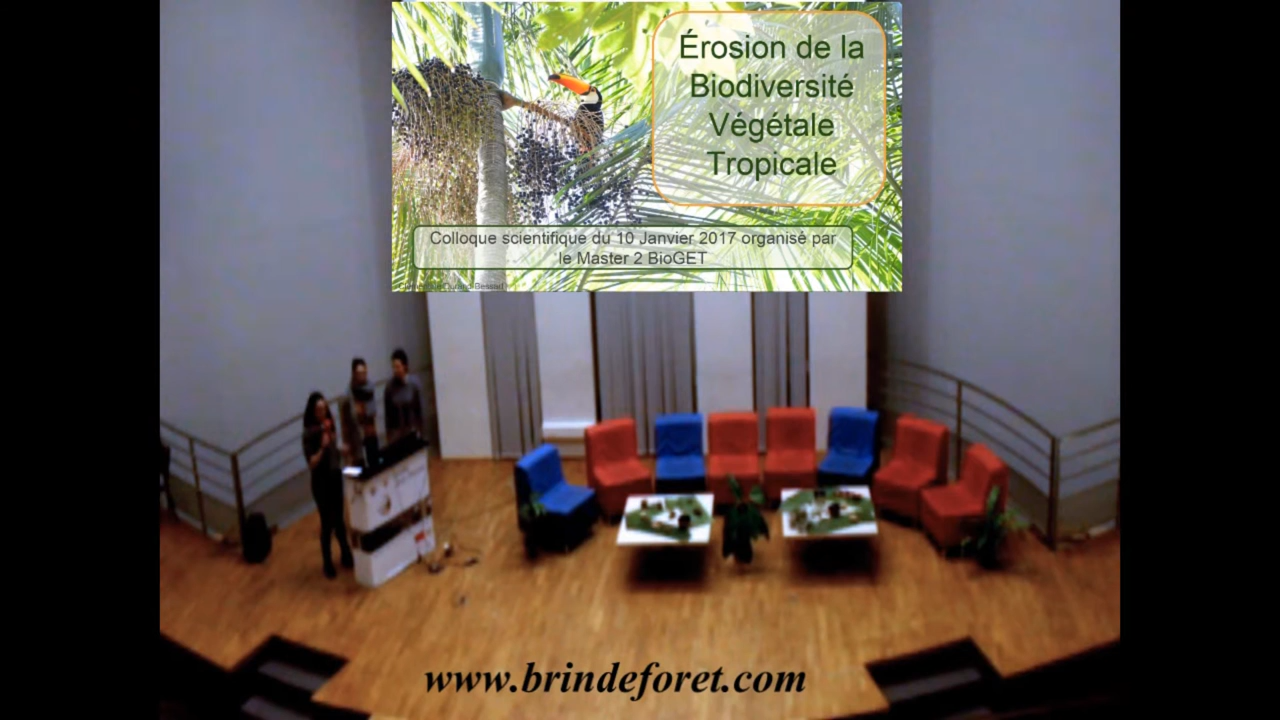 Érosion de la
Biodiversité
Végétale
Tropicale
Colloque scientifique du 10 Janvier 2017 organisé par
le Master 2 BioGET
www.brindeforet.com